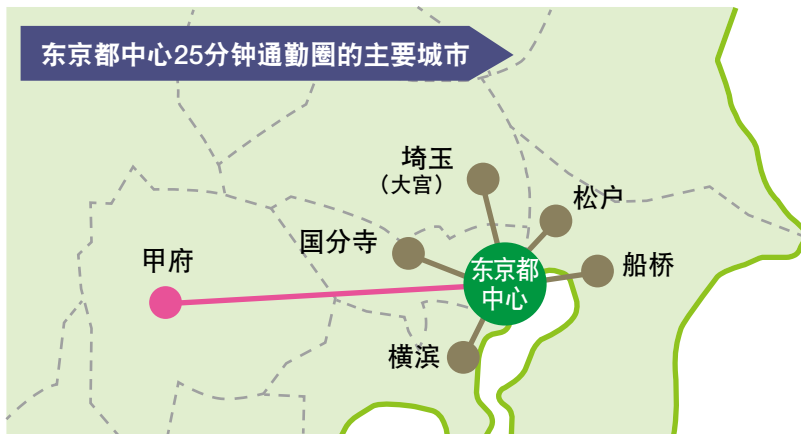 东京都中心25分钟通勤圈的主要城市
埼玉
（大宫）
松户
国分寺
甲府
东京都
中心
船桥
横滨